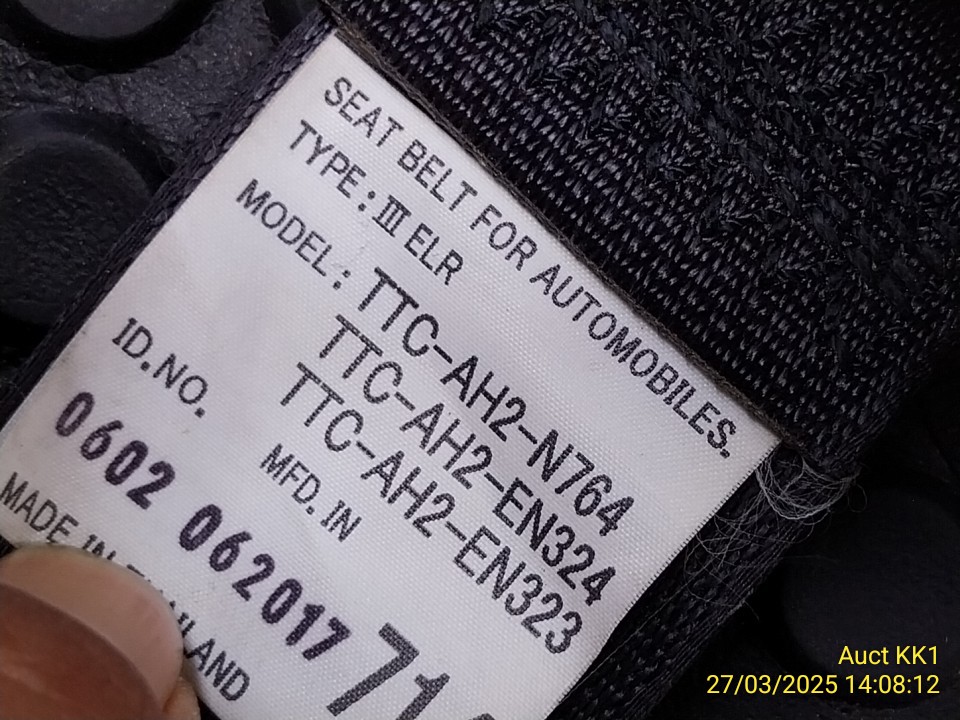 SEAT BELT FOR AUTOMOBILES.
TYPE : III ELR
MODEL : TTC-AH2-N764
TTC-AH2-EN324
TTC-AH2-EN323
ID.NO. MFD. IN
0602 062017 71
MADE IN
Auct KK1
27/03/2025 14:08:12